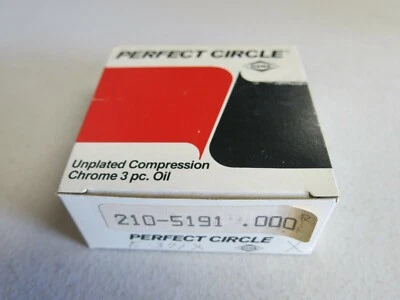 PERFECT CIRCLE
Unplated Compression
Chrome 3 pc. Oil
210-5191 .000
PERFECT CIRCLE